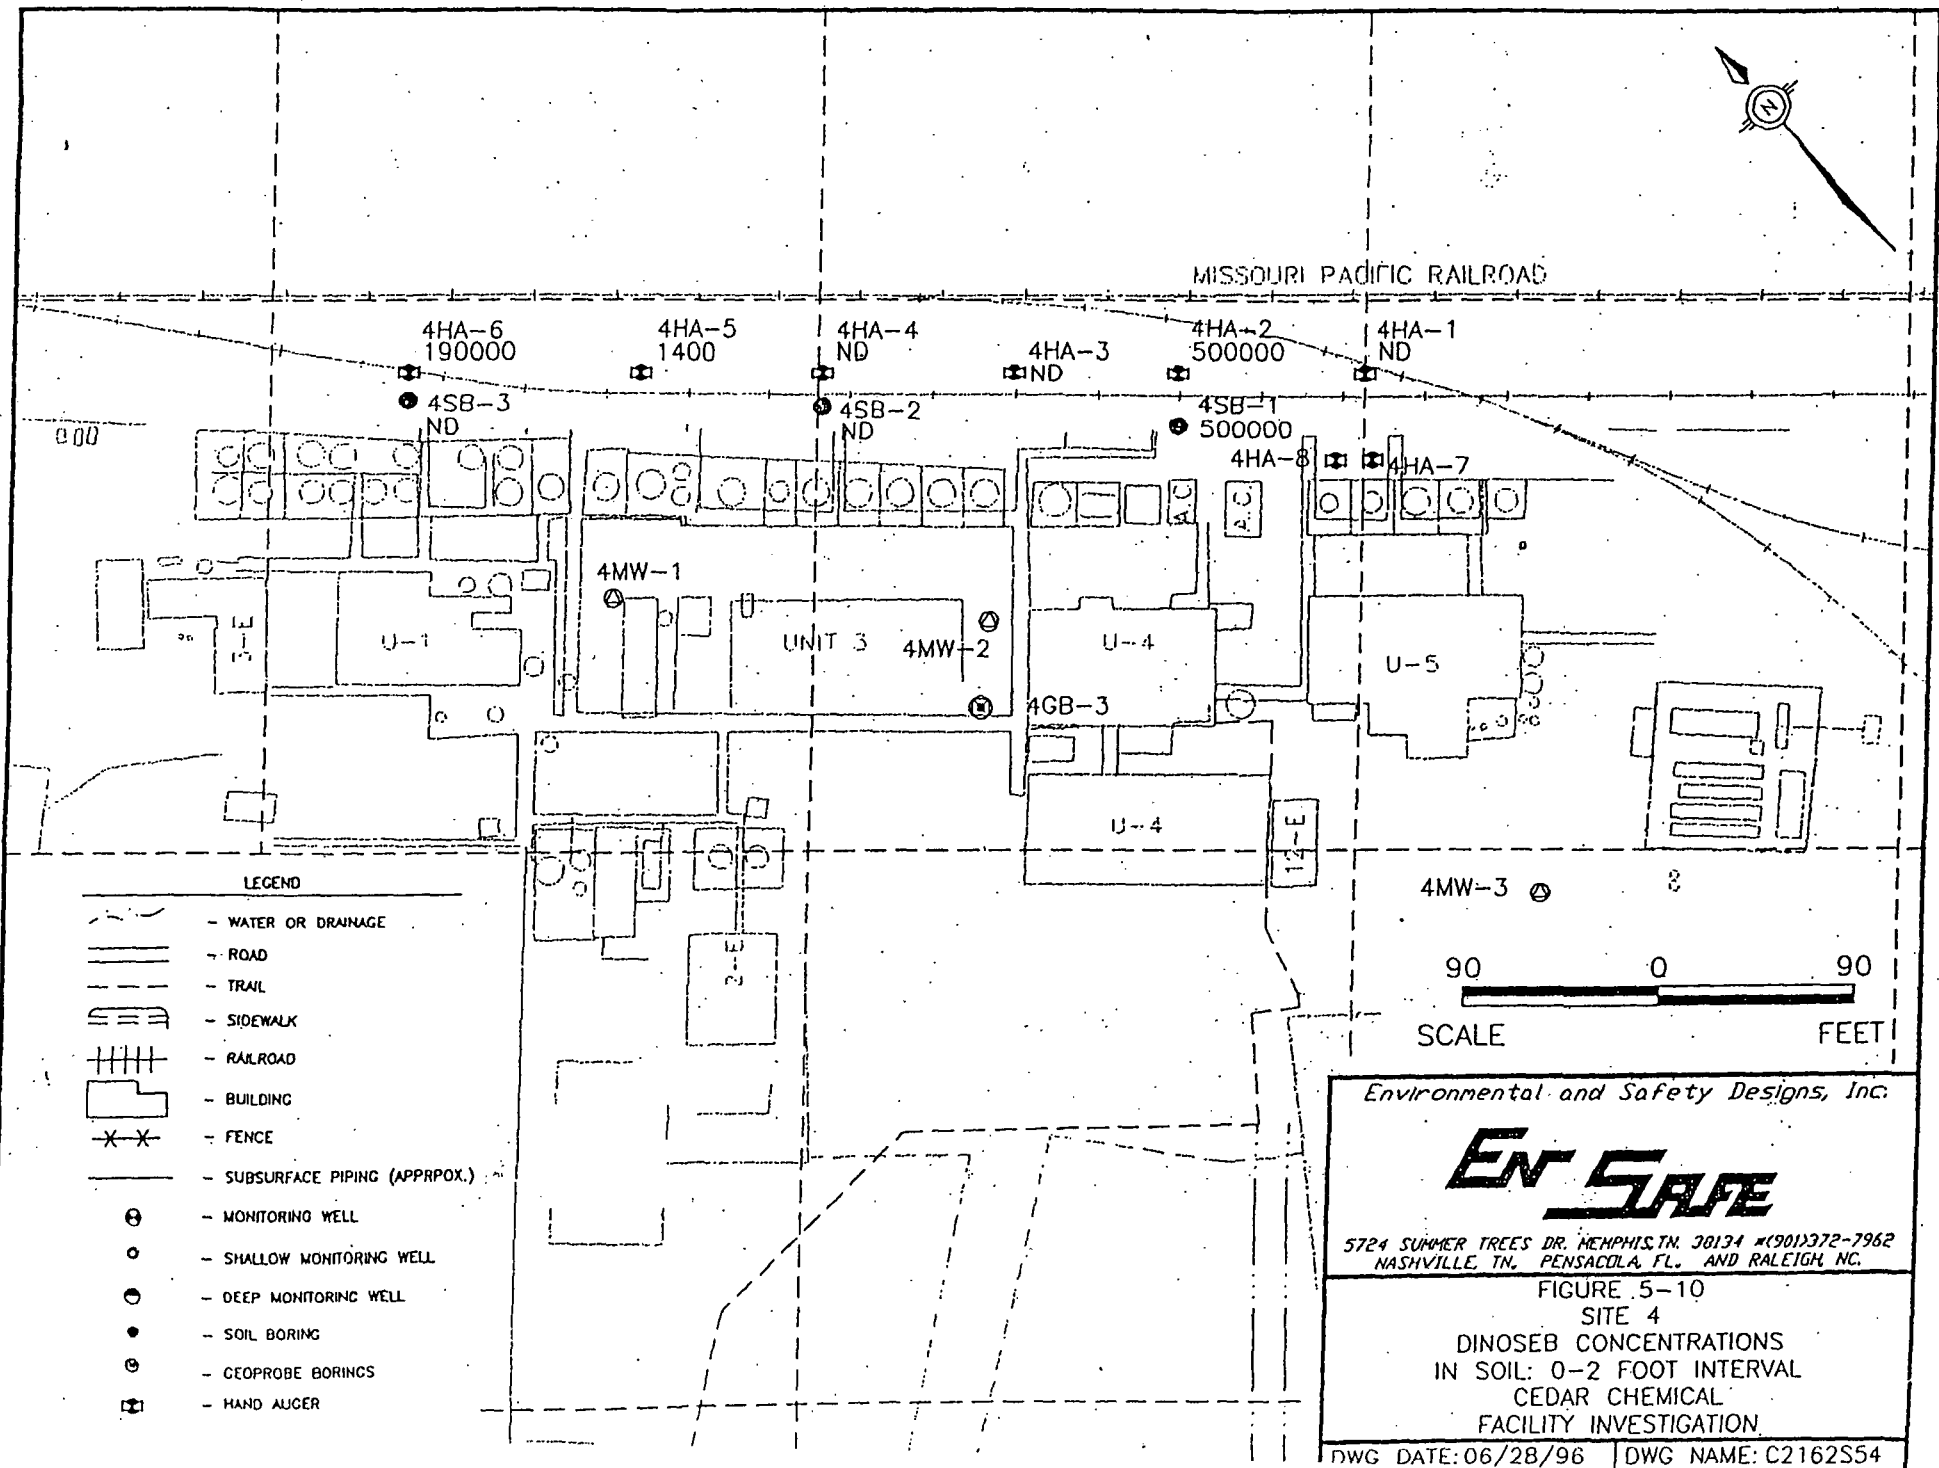 N
MISSOURI PACIFIC RAILROAD
4HA-6
190000
4HA-5
1400
4HA-4
ND
4HA-3
ND
4HA-2
500000
4HA-1
ND
4SB-3
ND
4SB-2
ND
4SB-1
500000
4HA-8
4HA-7
A.C
A.C
4MW-1
U-1
UNIT 3
4MW-2
U-4
U-5
4GB-3
U-4
12-E
2-E
4MW-3
90 0 90
SCALE FEET
LEGEND
- WATER OR DRAINAGE
- ROAD
- TRAIL
- SIDEWALK
- RAILROAD
- BUILDING
- FENCE
- SUBSURFACE PIPING (APPRPOX.)
- MONITORING WELL
- SHALLOW MONITORING WELL
- DEEP MONITORING WELL
- SOIL BORING
- GEOPROBE BORINGS
- HAND AUGER
Environmental and Safety Designs, Inc.
EN SAFE
5724 SUMMER TREES DR. MEMPHIS, TN. 38134 (901)372-7962
NASHVILLE, TN. PENSACOLA, FL. AND RALEIGH, NC.
FIGURE 5-10
SITE 4
DINOSEB CONCENTRATIONS
IN SOIL: 0-2 FOOT INTERVAL
CEDAR CHEMICAL
FACILITY INVESTIGATION
DWG DATE: 06/28/96 DWG NAME: C2162S54